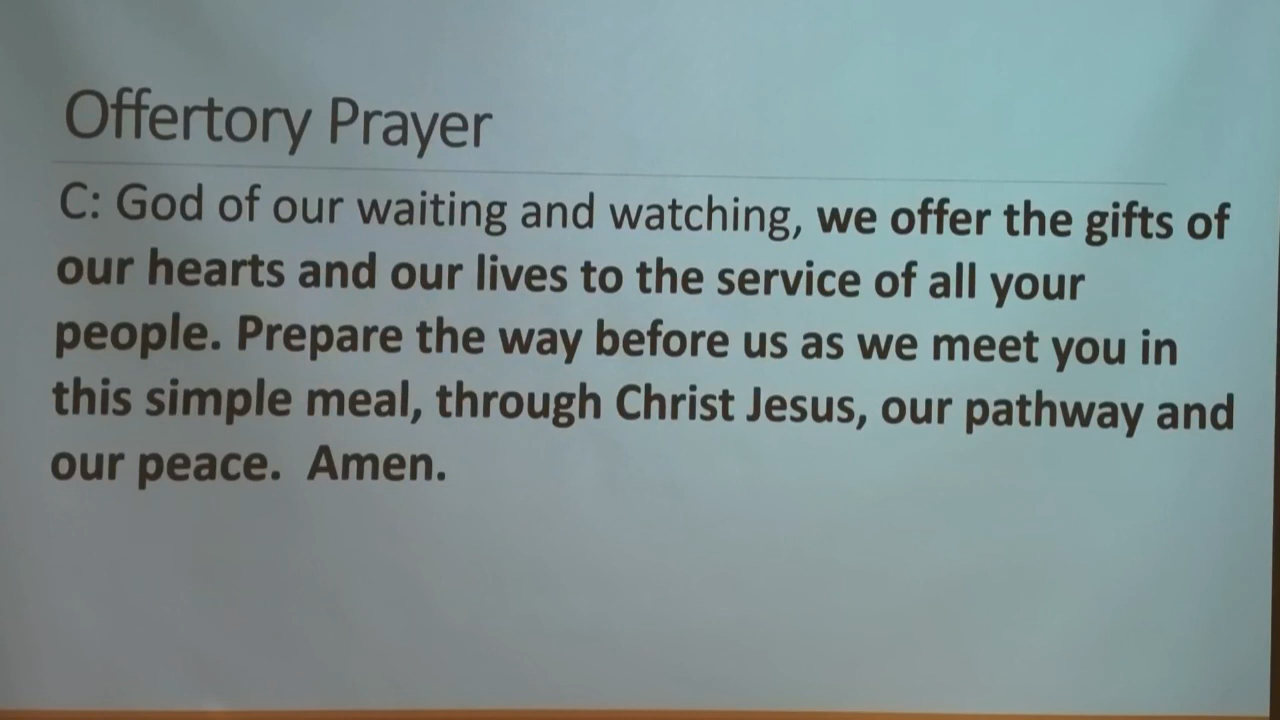 Offertory Prayer
C: God of our waiting and watching, we offer the gifts of
our hearts and our lives to the service of all your
people. Prepare the way before us as we meet you in
this simple meal, through Christ Jesus, our pathway and
our peace.  Amen.